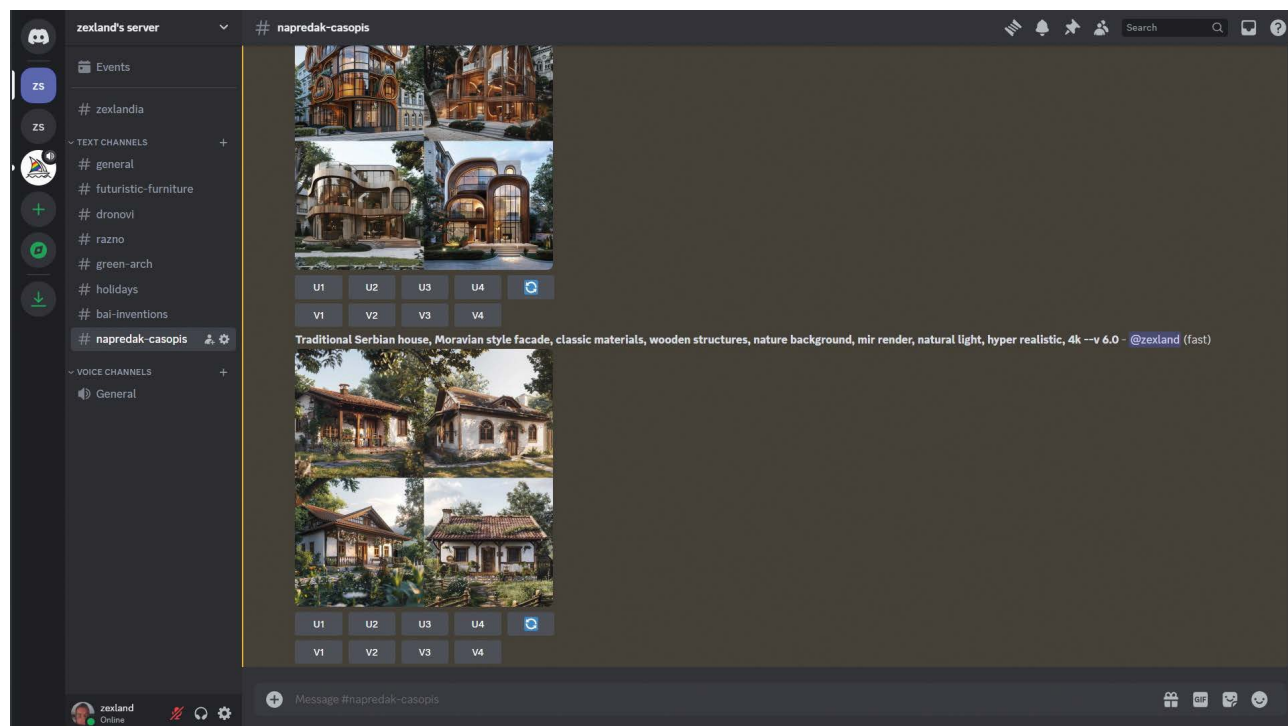 zexland's server
# napredak-casopis
Search
ZS
ZS
Events
# zexlandia
TEXT CHANNELS
# general
# futuristic-furniture
# dronovi
# razno
# green-arch
# holidays
# bai-inventions
# napredak-casopis
VOICE CHANNELS
General
zexland
Online
U1 U2 U3 U4
V1 V2 V3 V4
Traditional Serbian house, Moravian style facade, classic materials, wooden structures, nature background, mir render, natural light, hyper realistic, 4k --v 6.0 - @zexland (fast)
U1 U2 U3 U4
V1 V2 V3 V4
Message #napredak-casopis
GIF